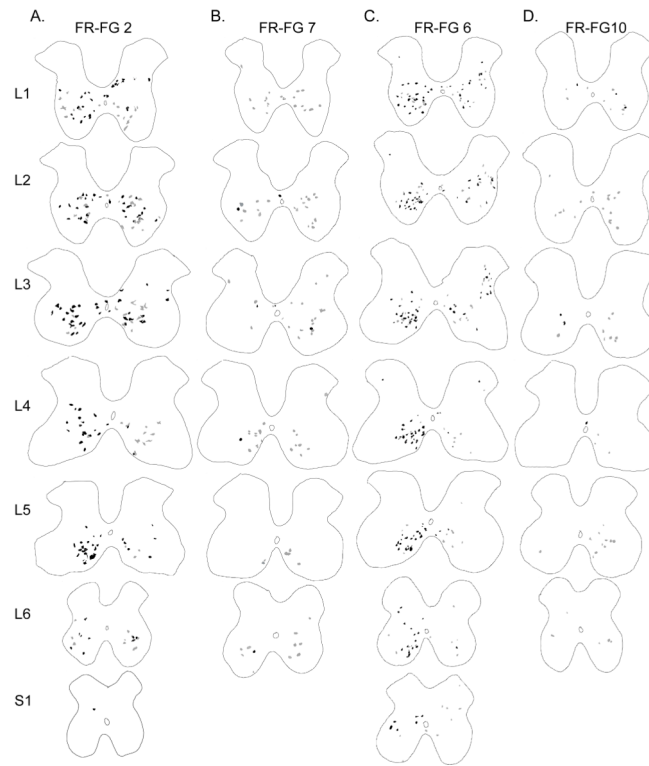 A. B. C. D.
FR-FG 2 FR-FG 7 FR-FG 6 FR-FG10
L1
L2
L3
L4
L5
L6
S1